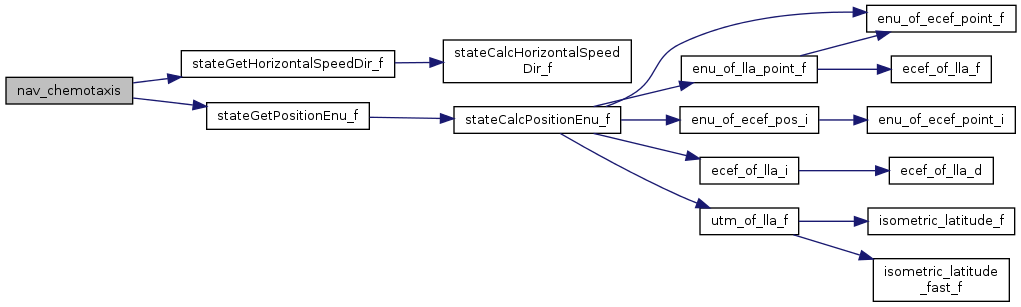 nav_chemotaxis
stateGetHorizontalSpeedDir_f
stateGetPositionEnu_f
stateCalcHorizontalSpeed
Dir_f
stateCalcPositionEnu_f
enu_of_lla_point_f
enu_of_ecef_pos_i
ecef_of_lla_i
utm_of_lla_f
enu_of_ecef_point_f
ecef_of_lla_f
enu_of_ecef_point_i
ecef_of_lla_d
isometric_latitude_f
isometric_latitude
_fast_f